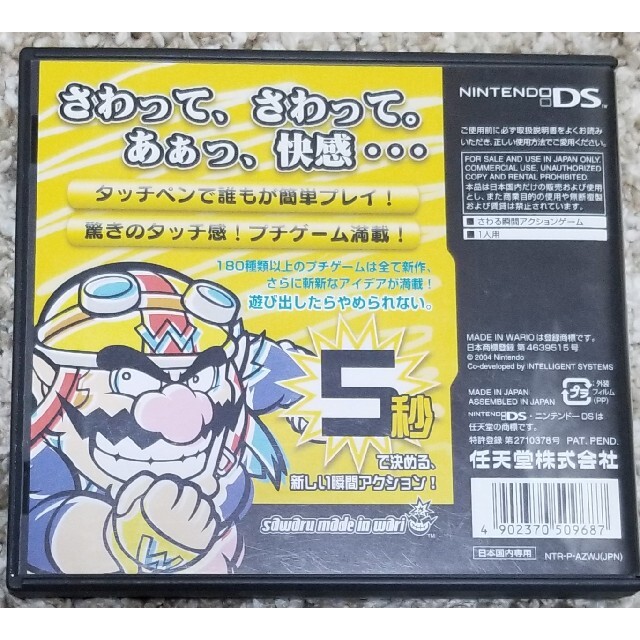 さわって、さわって。
あぁっ、快感・・・
タッチペンで誰もが簡単プレイ！
驚きのタッチ感！プチゲーム満載！
180種類以上のプチゲームは全て新作、
さらに斬新なアイデアが満載！
遊び出したらやめられない。
5秒
で決める、
新しい瞬間アクション！
sawaru made in wari
TM
W
W
NINTENDO DS
TM
ご使用前に必ず取扱説明書をよくお読み
いただき、正しい使用方法でご愛用ください。
FOR SALE AND USE IN JAPAN ONLY.
COMMERCIAL USE, UNAUTHORIZED
COPY AND RENTAL PROHIBITED.
本品は日本国内だけの販売および使用
とし、また商業目的の使用や無断複製
および賃貸は禁止されています。
■さわる瞬間アクションゲーム
■1人用
MADE IN WARIOは登録商標です。
日本商標登録 第4639515号
© 2004 Nintendo
Co-developed by INTELLIGENT SYSTEMS
MADE IN JAPAN
ASSEMBLED IN JAPAN
プラ
：外装
フィルム
(PP)
NINTENDO DS・ニンテンドーDSは
任天堂の商標です。
特許登録 第2710378号 PAT. PEND.
任天堂株式会社
4 902370 509687
日本国内専用
NTR-P-AZWJ(JPN)